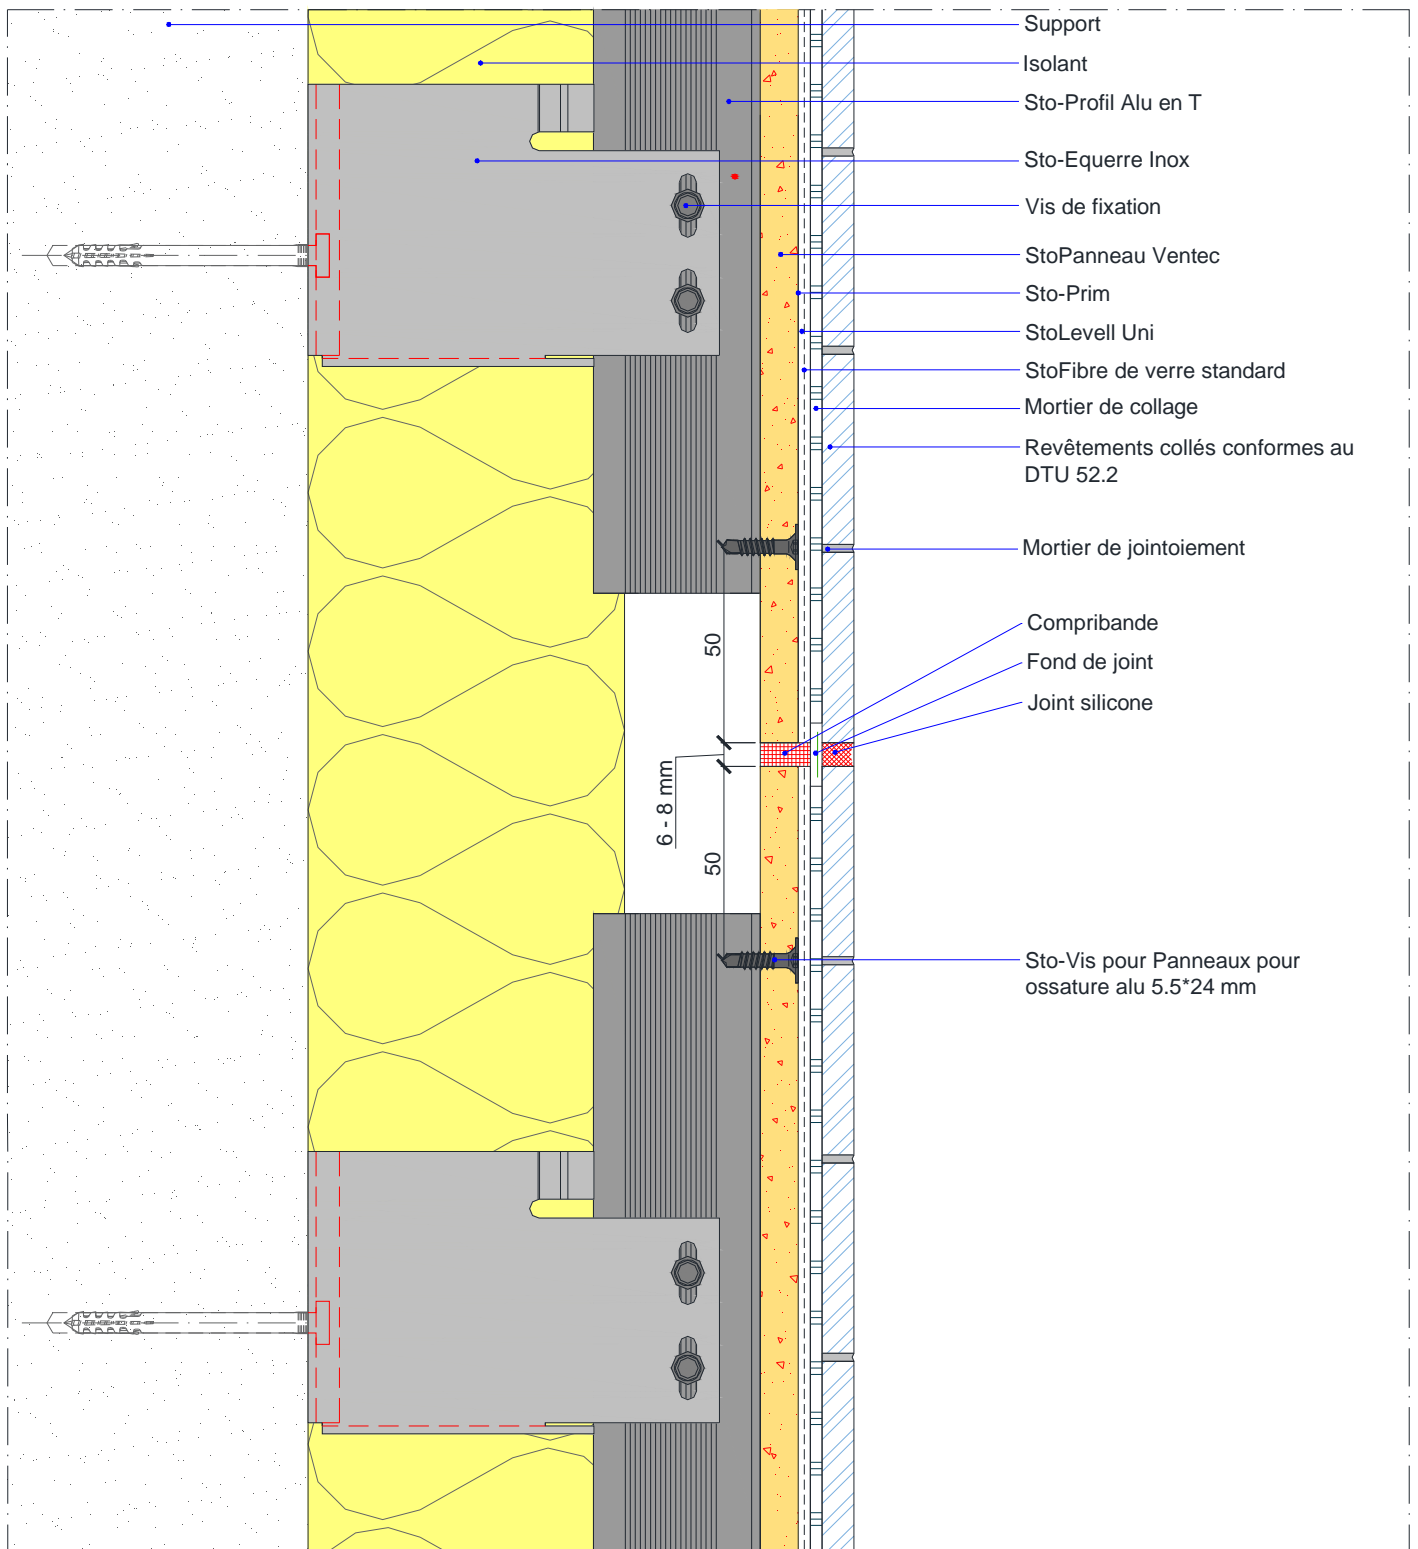 Support
Isolant
Sto-Profil Alu en T
Sto-Equerre Inox
Vis de fixation
StoPanneau Ventec
Sto-Prim
StoLevell Uni
StoFibre de verre standard
Mortier de collage
Revêtements collés conformes au
DTU 52.2
Mortier de jointoiement
Compribande
Fond de joint
Joint silicone
50
6 - 8 mm
50
Sto-Vis pour Panneaux pour
ossature alu 5.5*24 mm